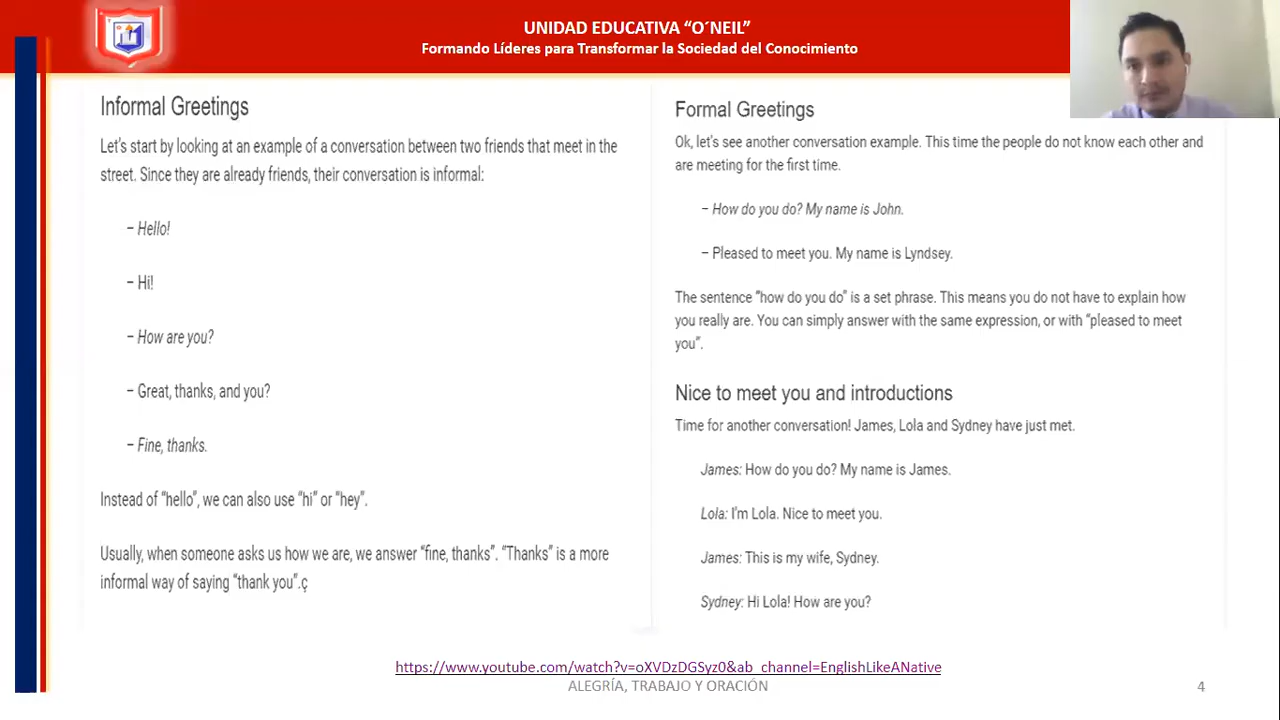 UNIDAD EDUCATIVA “O´NEIL”
Formando Líderes para Transformar la Sociedad del Conocimiento
Informal Greetings
Let's start by looking at an example of a conversation between two friends that meet in the
street. Since they are already friends, their conversation is informal:
– Hello!
– Hi!
– How are you?
– Great, thanks, and you?
– Fine, thanks.
Instead of “hello”, we can also use “hi” or “hey”.
Usually, when someone asks us how we are, we answer “fine, thanks”. “Thanks” is a more
informal way of saying “thank you”.ç
Formal Greetings
Ok, let's see another conversation example. This time the people do not know each other and
are meeting for the first time.
– How do you do? My name is John.
– Pleased to meet you. My name is Lyndsey.
The sentence “how do you do” is a set phrase. This means you do not have to explain how
you really are. You can simply answer with the same expression, or with “pleased to meet
you”.
Nice to meet you and introductions
Time for another conversation! James, Lola and Sydney have just met.
James: How do you do? My name is James.
Lola: I'm Lola. Nice to meet you.
James: This is my wife, Sydney.
Sydney: Hi Lola! How are you?
https://www.youtube.com/watch?v=oXVDzDGSyz0&ab_channel=EnglishLikeANative
ALEGRÍA, TRABAJO Y ORACIÓN
4